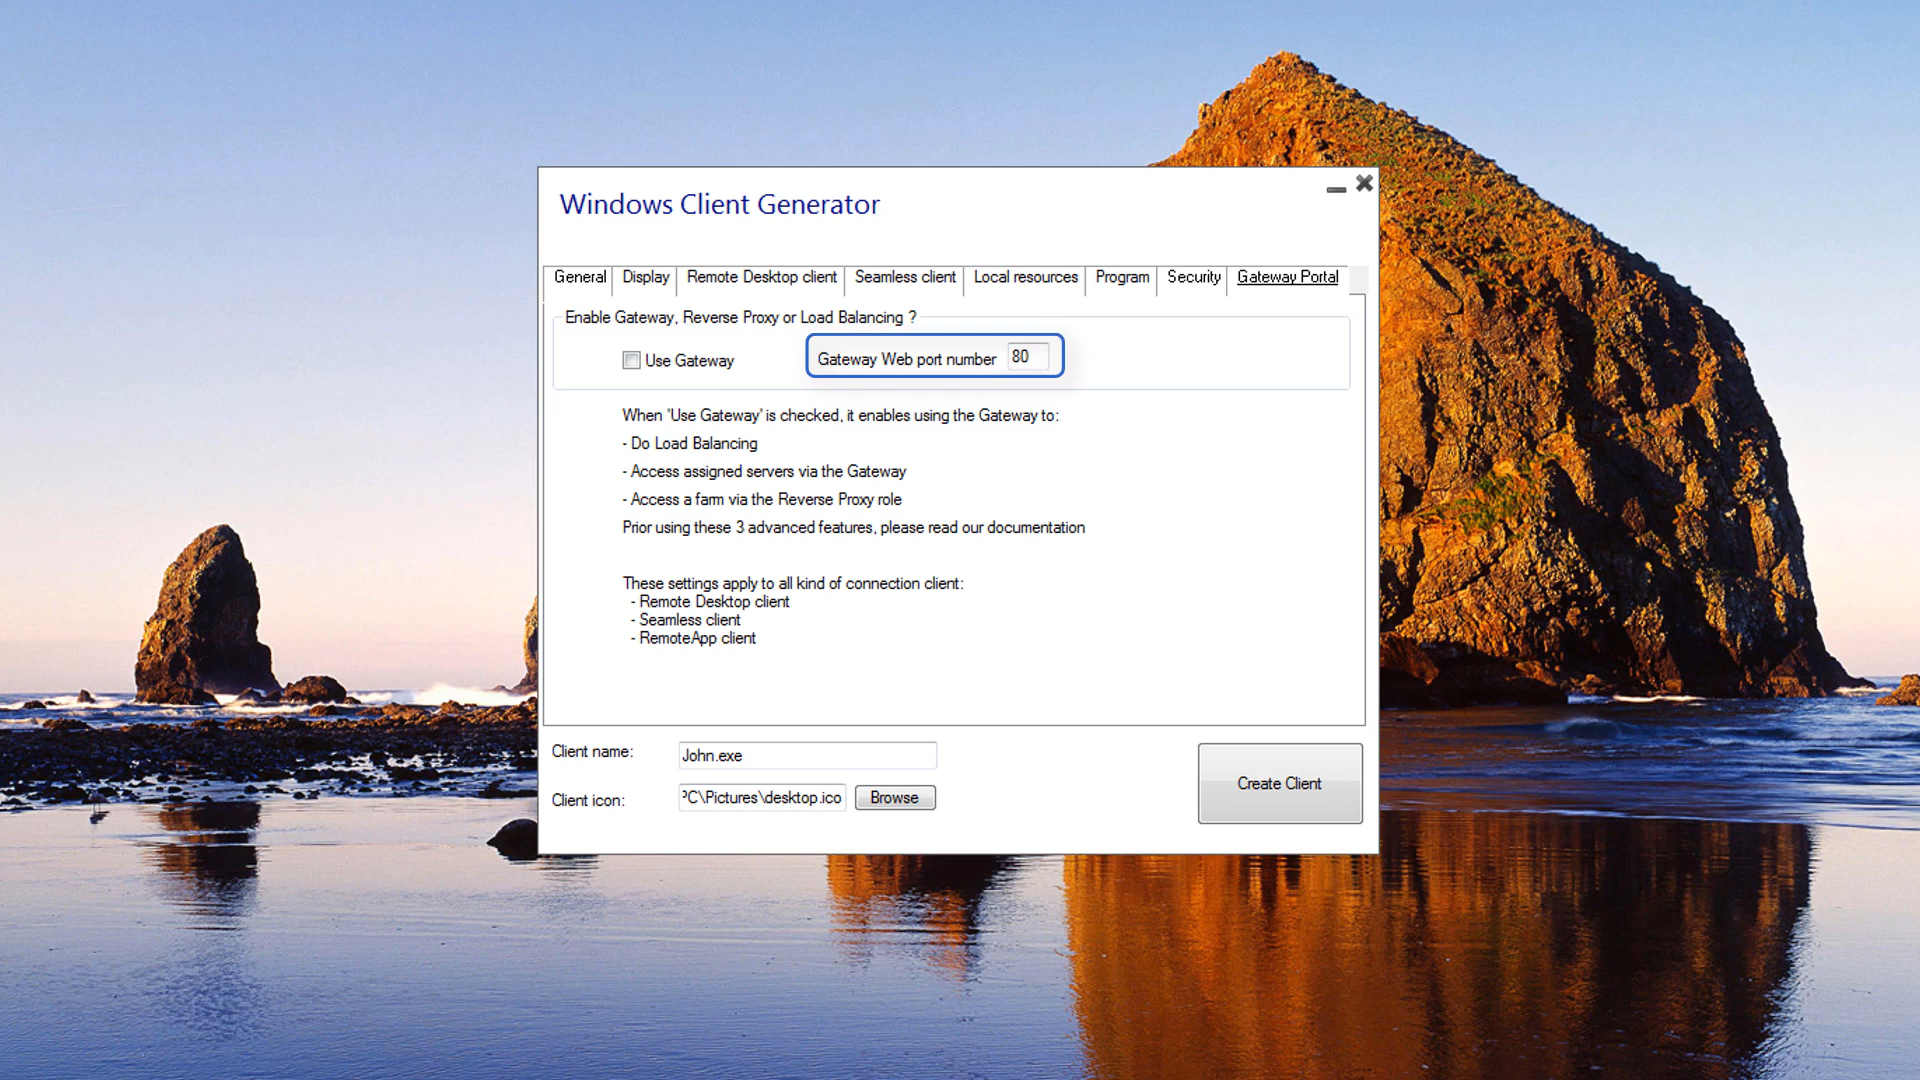 Windows Client Generator
General Display Remote Desktop client Seamless client Local resources Program Security Gateway Portal
Enable Gateway, Reverse Proxy or Load Balancing ?
Use Gateway Gateway Web port number 80
When 'Use Gateway' is checked, it enables using the Gateway to:
- Do Load Balancing
- Access assigned servers via the Gateway
- Access a farm via the Reverse Proxy role
Prior using these 3 advanced features, please read our documentation
These settings apply to all kind of connection client:
- Remote Desktop client
- Seamless client
- RemoteApp client
Client name: John.exe
Client icon: PC\Pictures\desktop.ico Browse
Create Client